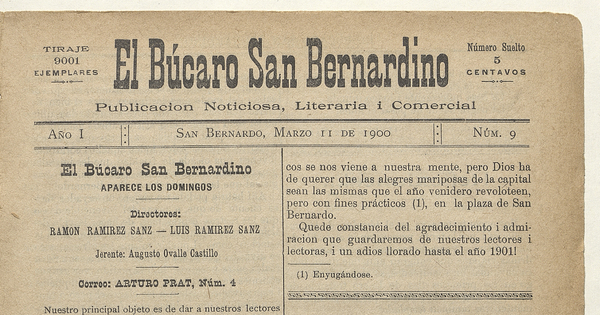 TIRAJE
9001
EJEMPLARES
El Búcaro San Bernardino
Número Suelto
5
CENTAVOS
Publicacion Noticiosa, Literaria i Comercial
AÑO I
SAN BERNARDO, MARZO 11 DE 1900
NÚM. 9
El Búcaro San Bernardino
APARECE LOS DOMINGOS
Directores:
RAMON RAMIREZ SANZ — LUIS RAMIREZ SANZ
Jerente: Augusto Ovalle Castillo
Correo: ARTURO PRAT, Núm. 4
Nuestro principal objeto es de dar a nuestros lectores
cos se nos viene a nuestra mente, pero Dios ha
de querer que las alegres mariposas de la capital
sean las mismas que el año venidero revoloteen,
pero con fines prácticos (1), en la plaza de San
Bernardo.
Quede constancia del agradecimiento i admi-
racion que guardaremos de nuestros lectores i
lectoras, i un adios llorado hasta el año 1901!
(1) Enyugándose.